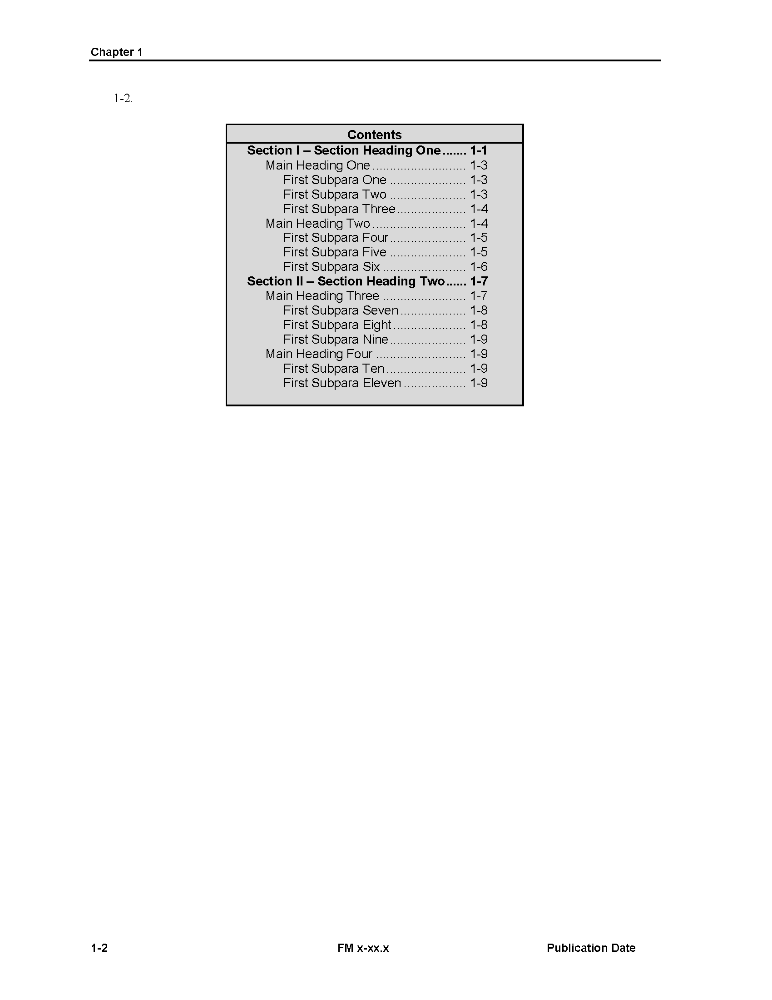 Chapter 1
1-2.
Contents
Section I – Section Heading One....... 1-1
Main Heading One........................... 1-3
First Subpara One ...................... 1-3
First Subpara Two ...................... 1-3
First Subpara Three.................... 1-4
Main Heading Two........................... 1-4
First Subpara Four...................... 1-5
First Subpara Five ...................... 1-5
First Subpara Six ........................ 1-6
Section II – Section Heading Two...... 1-7
Main Heading Three ........................ 1-7
First Subpara Seven................... 1-8
First Subpara Eight..................... 1-8
First Subpara Nine...................... 1-9
Main Heading Four .......................... 1-9
First Subpara Ten....................... 1-9
First Subpara Eleven .................. 1-9
1-2 FM x-xx.x Publication Date